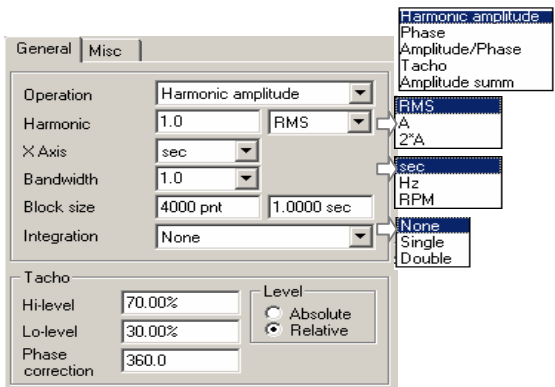 Harmonic amplitude
Phase
Amplitude/Phase
Tacho
Amplitude summ
General Misc
Operation Harmonic amplitude
Harmonic 1.0 RMS
RMS
A
2*A
X Axis sec
sec
Hz
RPM
Bandwidth 1.0
Block size 4000 pnt 1.0000 sec
Integration None
None
Single
Double
Tacho
Hi-level 70.00%
Lo-level 30.00%
Phase correction 360.0
Level
Absolute
Relative